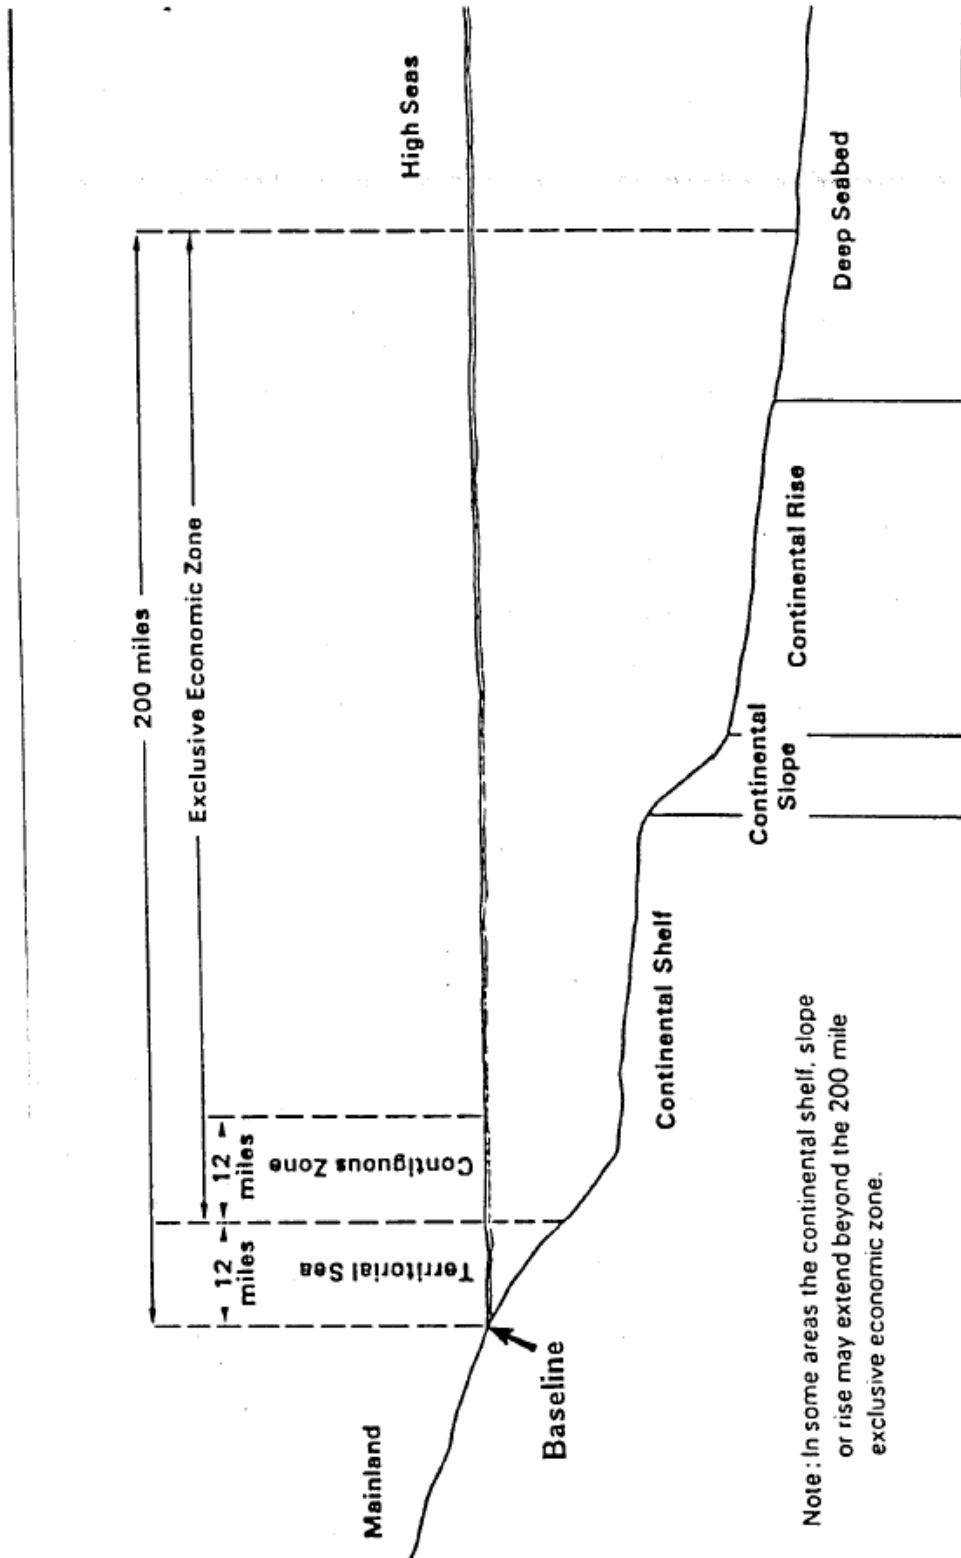 200 miles
Exclusive Economic Zone
12
miles
12
miles
Territorial Sea
Contiguous Zone
High Seas
Mainland
Baseline
Continental Shelf
Continental
Slope
Continental Rise
Deep Seabed
Note: In some areas the continental shelf, slope
or rise may extend beyond the 200 mile
exclusive economic zone.